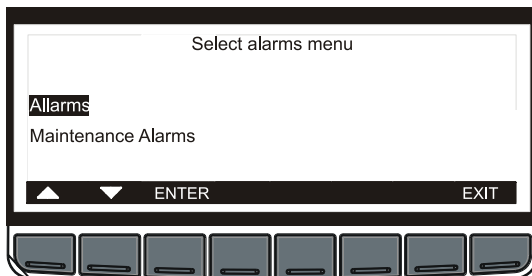 Select alarms menu
Allarms
Maintenance Alarms
ENTER EXIT